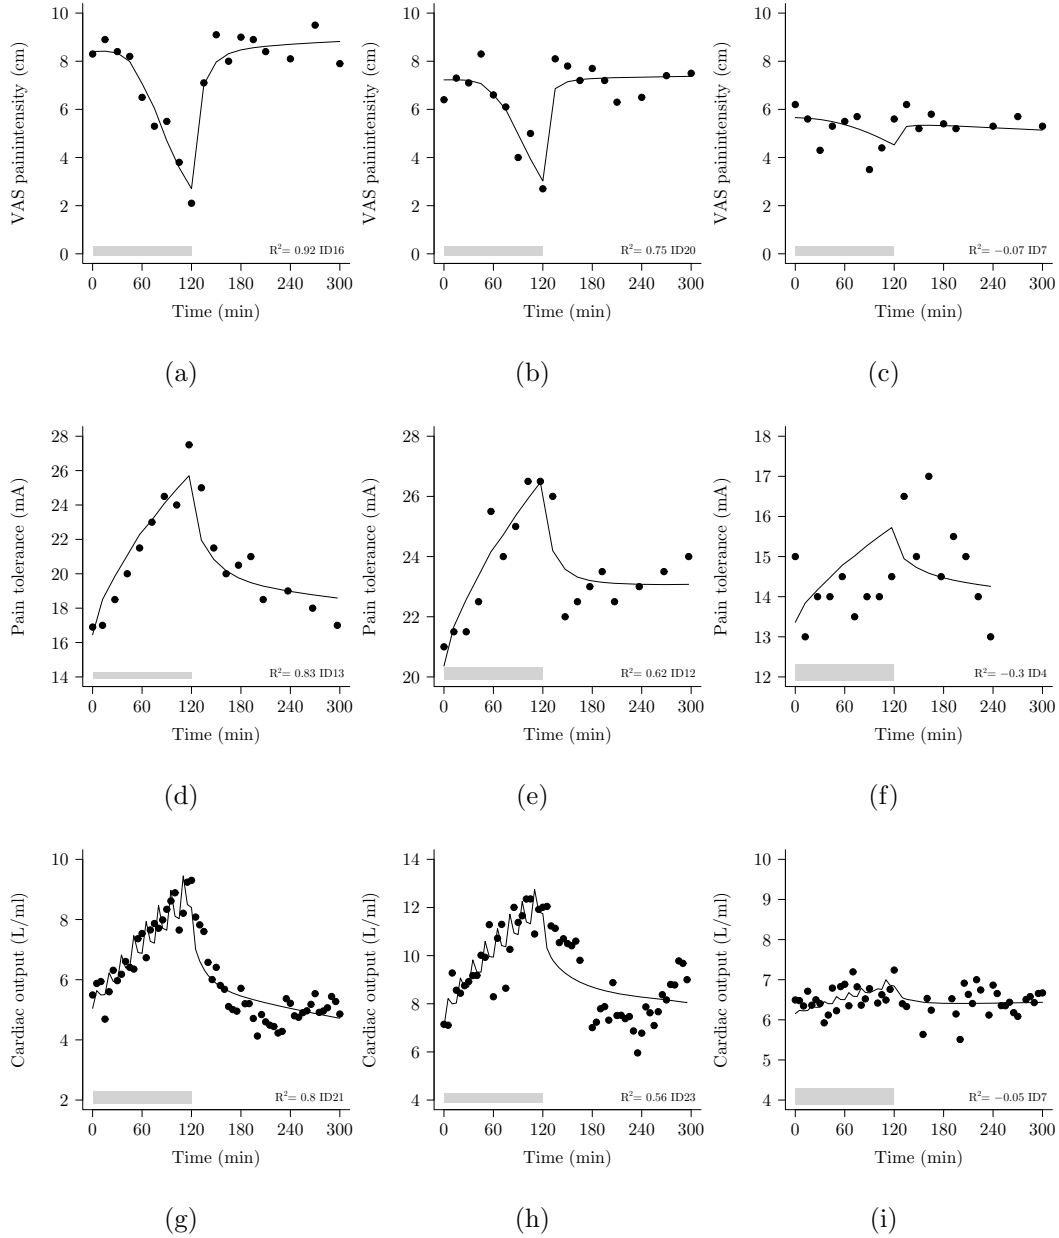 10
8
6
4
2
0
VAS painintensity (cm)
R²= 0.92 ID16
0 60 120 180 240 300
Time (min)
(a)
10
8
6
4
2
0
VAS painintensity (cm)
R²= 0.75 ID20
0 60 120 180 240 300
Time (min)
(b)
10
8
6
4
2
0
VAS painintensity (cm)
R²= −0.07 ID7
0 60 120 180 240 300
Time (min)
(c)
28
26
24
22
20
18
16
14
Pain tolerance (mA)
R²= 0.83 ID13
0 60 120 180 240 300
Time (min)
(d)
28
26
24
22
20
Pain tolerance (mA)
R²= 0.62 ID12
0 60 120 180 240 300
Time (min)
(e)
18
17
16
15
14
13
12
Pain tolerance (mA)
R²= −0.3 ID4
0 60 120 180 240 300
Time (min)
(f)
10
8
6
4
2
Cardiac output (L/ml)
R²= 0.8 ID21
0 60 120 180 240 300
Time (min)
(g)
14
12
10
8
6
4
Cardiac output (L/ml)
R²= 0.56 ID23
0 60 120 180 240 300
Time (min)
(h)
10
9
8
7
6
5
4
Cardiac output (L/ml)
R²= −0.05 ID7
0 60 120 180 240 300
Time (min)
(i)